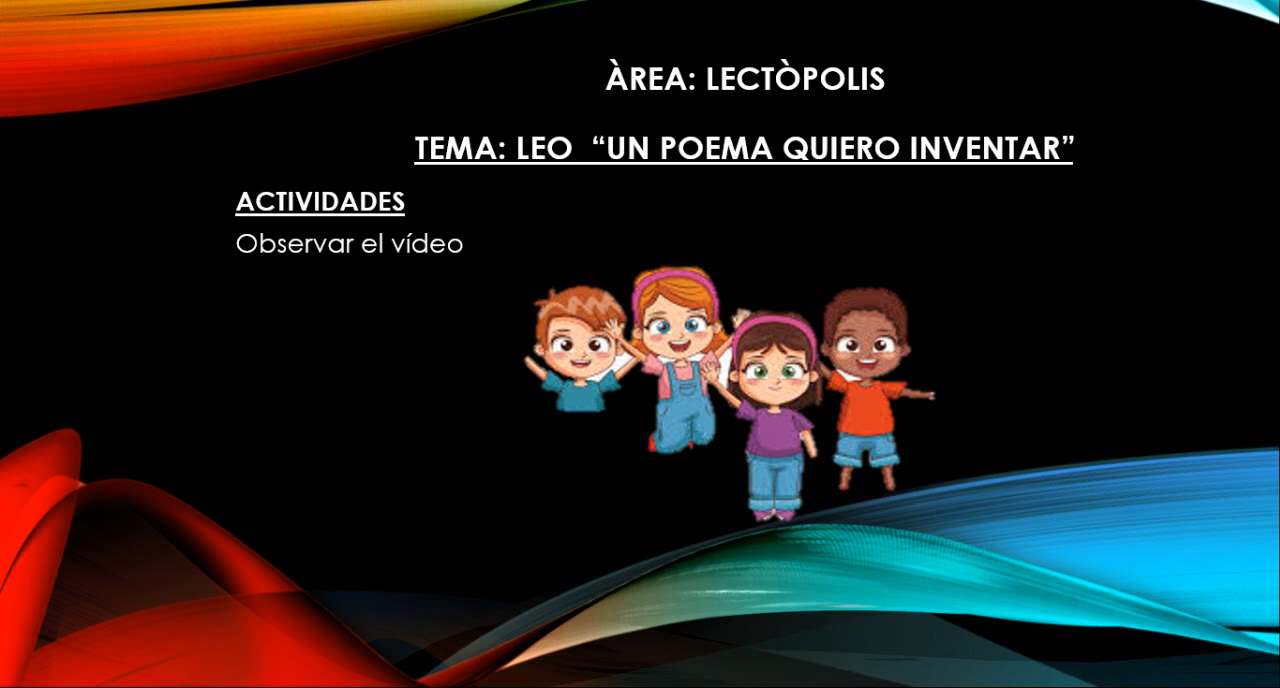 ÀREA: LECTÒPOLIS
TEMA: LEO “UN POEMA QUIERO INVENTAR”
ACTIVIDADES
Observar el vídeo